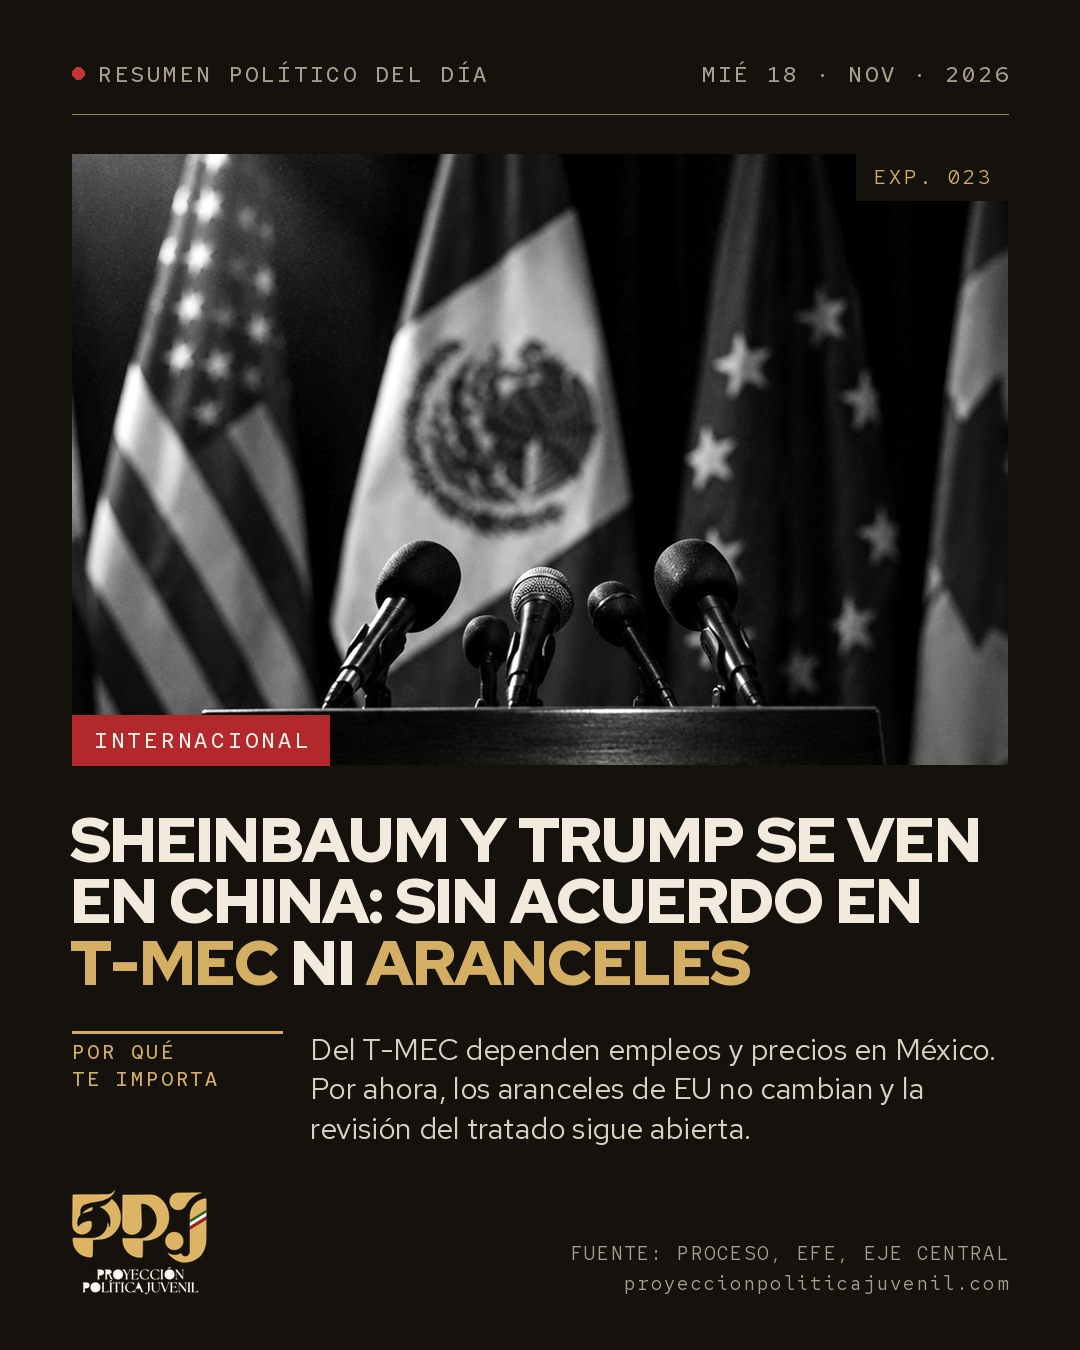 RESUMEN POLÍTICO DEL DÍA
MIÉ 18 · NOV · 2026
EXP. 023
INTERNACIONAL
SHEINBAUM Y TRUMP SE VEN
EN CHINA: SIN ACUERDO EN
T-MEC NI ARANCELES
POR QUÉ
TE IMPORTA
Del T-MEC dependen empleos y precios en México.
Por ahora, los aranceles de EU no cambian y la
revisión del tratado sigue abierta.
PPJ
PROYECCIÓN
POLÍTICA JUVENIL
FUENTE: PROCESO, EFE, EJE CENTRAL
proyeccionpoliticajuvenil.com